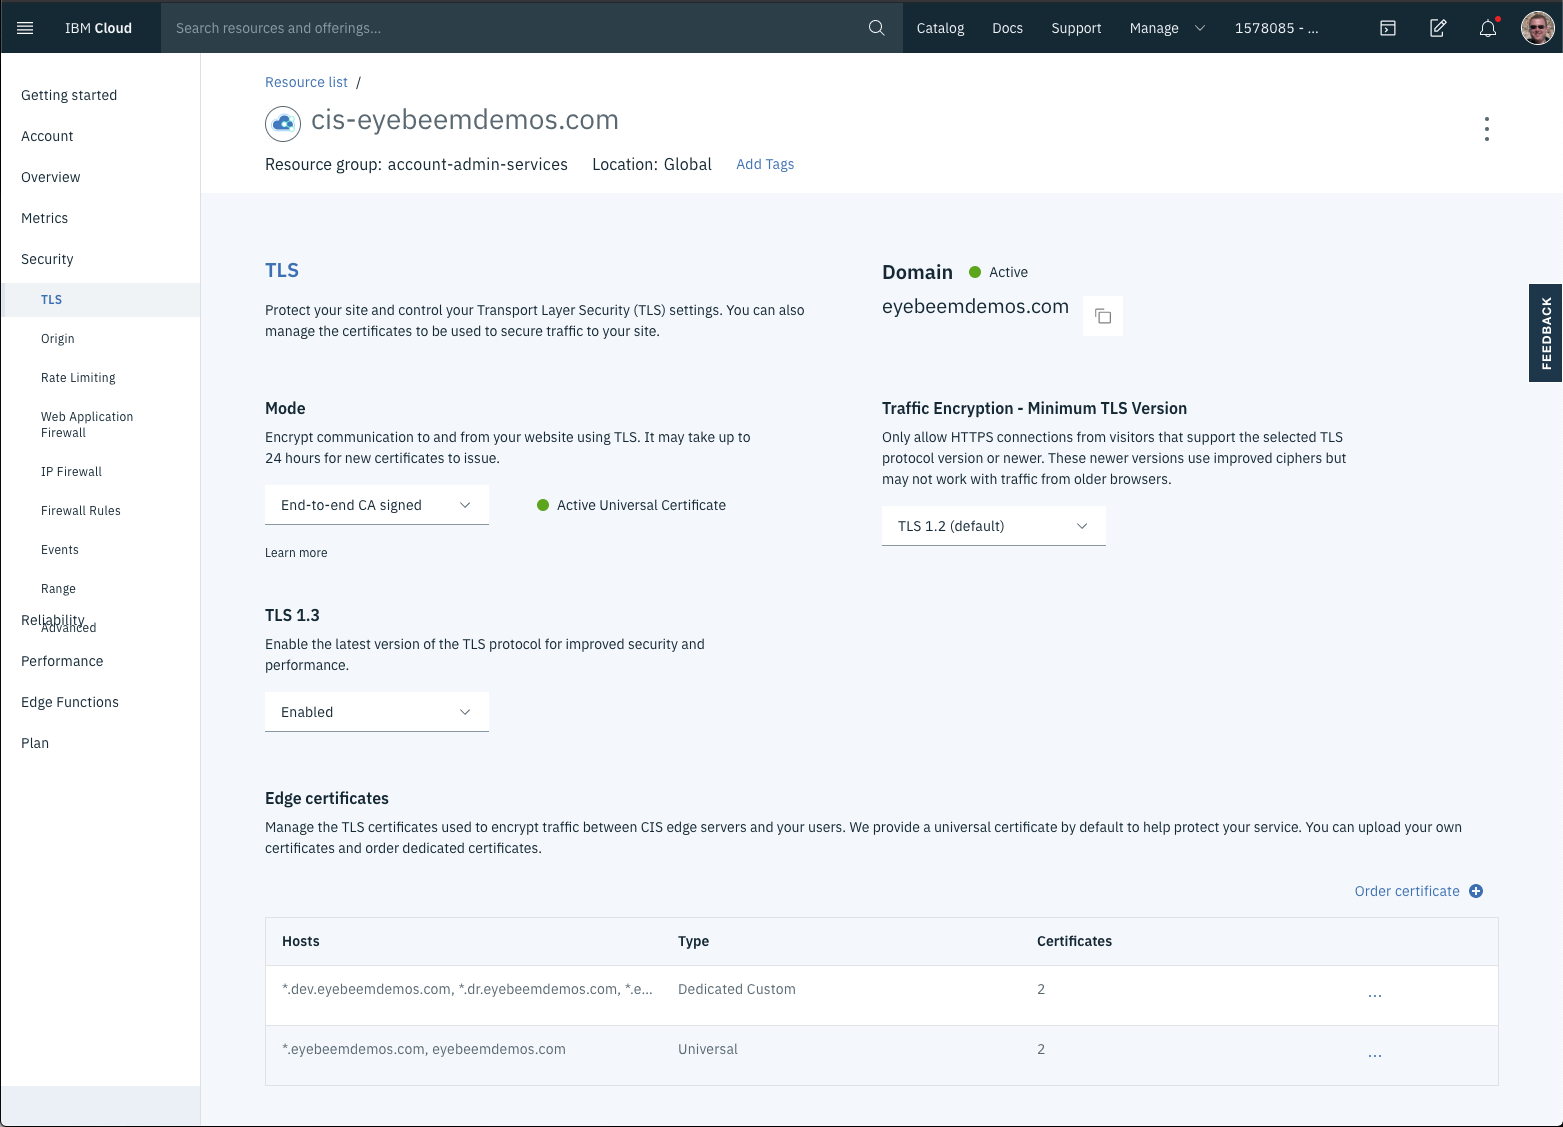 IBM Cloud
Search resources and offerings...
Catalog
Docs
Support
Manage
1578085 - ...
Getting started
Account
Overview
Metrics
Security
TLS
Origin
Rate Limiting
Web Application
Firewall
IP Firewall
Firewall Rules
Events
Range
Reliability
Advanced
Performance
Edge Functions
Plan
Resource list /
cis-eyebeemdemos.com
Resource group: account-admin-services Location: Global Add Tags
TLS
Protect your site and control your Transport Layer Security (TLS) settings. You can also
manage the certificates to be used to secure traffic to your site.
Domain Active
eyebeemdemos.com
FEEDBACK
Mode
Encrypt communication to and from your website using TLS. It may take up to
24 hours for new certificates to issue.
End-to-end CA signed
Active Universal Certificate
Learn more
Traffic Encryption - Minimum TLS Version
Only allow HTTPS connections from visitors that support the selected TLS
protocol version or newer. These newer versions use improved ciphers but
may not work with traffic from older browsers.
TLS 1.2 (default)
TLS 1.3
Enable the latest version of the TLS protocol for improved security and
performance.
Enabled
Edge certificates
Manage the TLS certificates used to encrypt traffic between CIS edge servers and your users. We provide a universal certificate by default to help protect your service. You can upload your own
certificates and order dedicated certificates.
Order certificate
Hosts Type Certificates
*.dev.eyebeemdemos.com, *.dr.eyebeemdemos.com, *.e... Dedicated Custom 2 ...
*.eyebeemdemos.com, eyebeemdemos.com Universal 2 ...